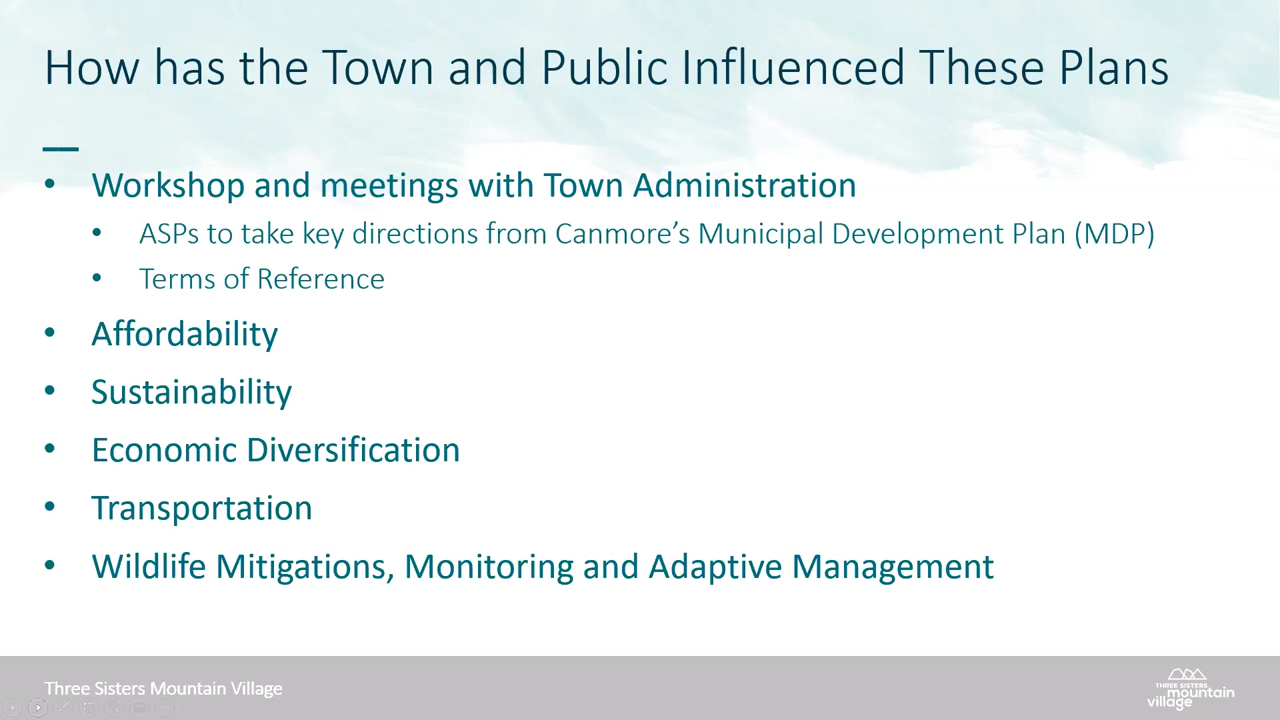 How has the Town and Public Influenced These Plans
• Workshop and meetings with Town Administration
• ASPs to take key directions from Canmore’s Municipal Development Plan (MDP)
• Terms of Reference
• Affordability
• Sustainability
• Economic Diversification
• Transportation
• Wildlife Mitigations, Monitoring and Adaptive Management
Three Sisters Mountain Village
THREE SISTERS
mountain
village